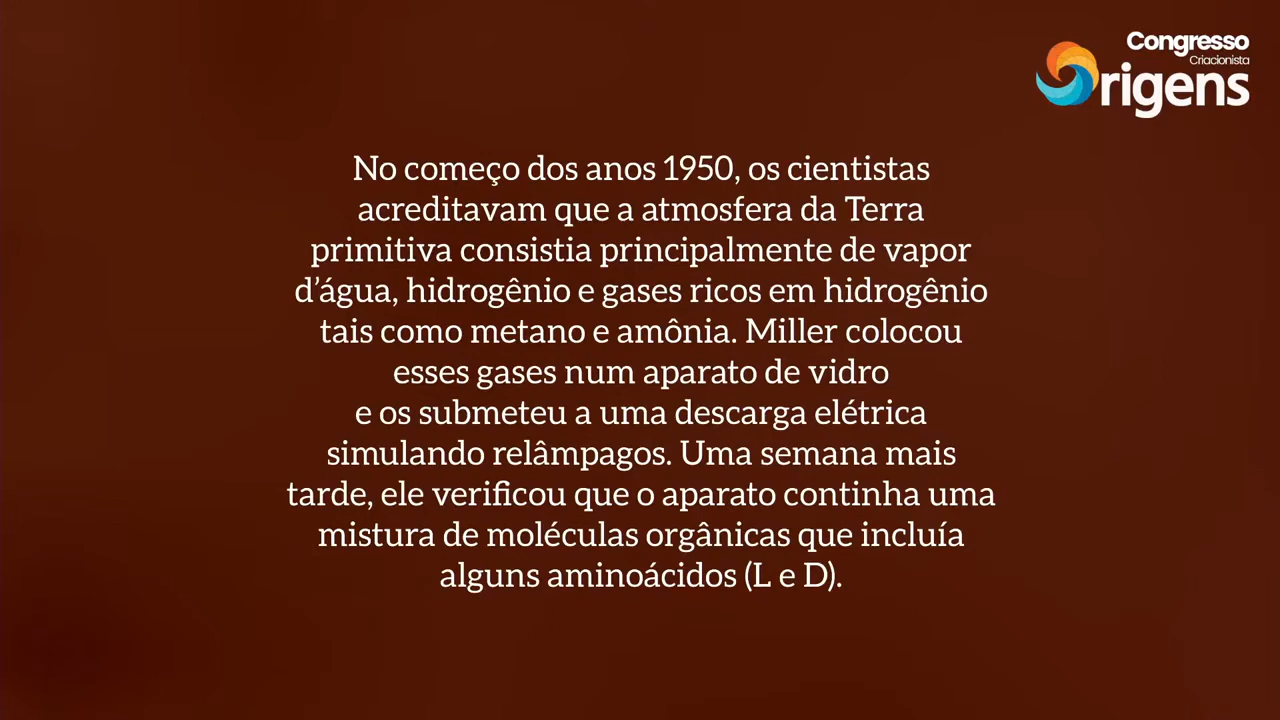 Congresso
Criacionista
Origens
No começo dos anos 1950, os cientistas
acreditavam que a atmosfera da Terra
primitiva consistia principalmente de vapor
d’água, hidrogênio e gases ricos em hidrogênio
tais como metano e amônia. Miller colocou
esses gases num aparato de vidro
e os submeteu a uma descarga elétrica
simulando relâmpagos. Uma semana mais
tarde, ele verificou que o aparato continha uma
mistura de moléculas orgânicas que incluía
alguns aminoácidos (L e D).